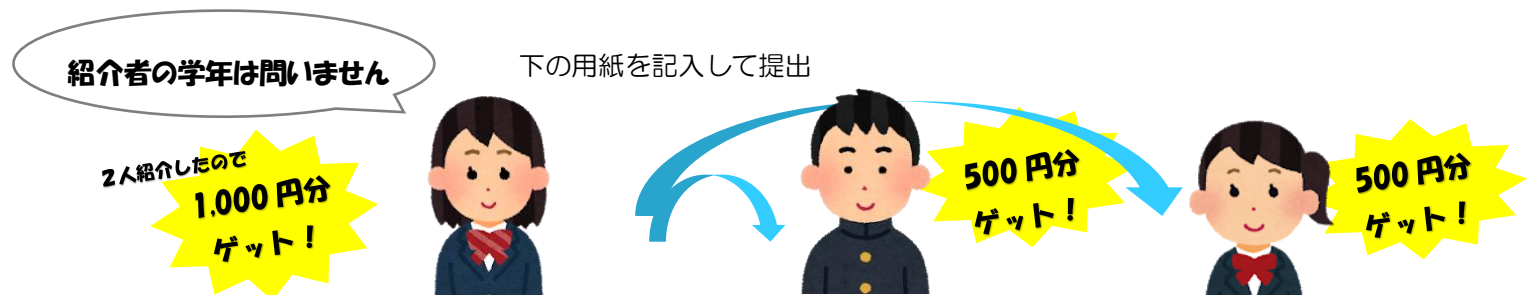 紹介者の学年は問いません
下の用紙を記入して提出
2人紹介したので
1,000円分
ゲット！
500円分
ゲット！
500円分
ゲット！